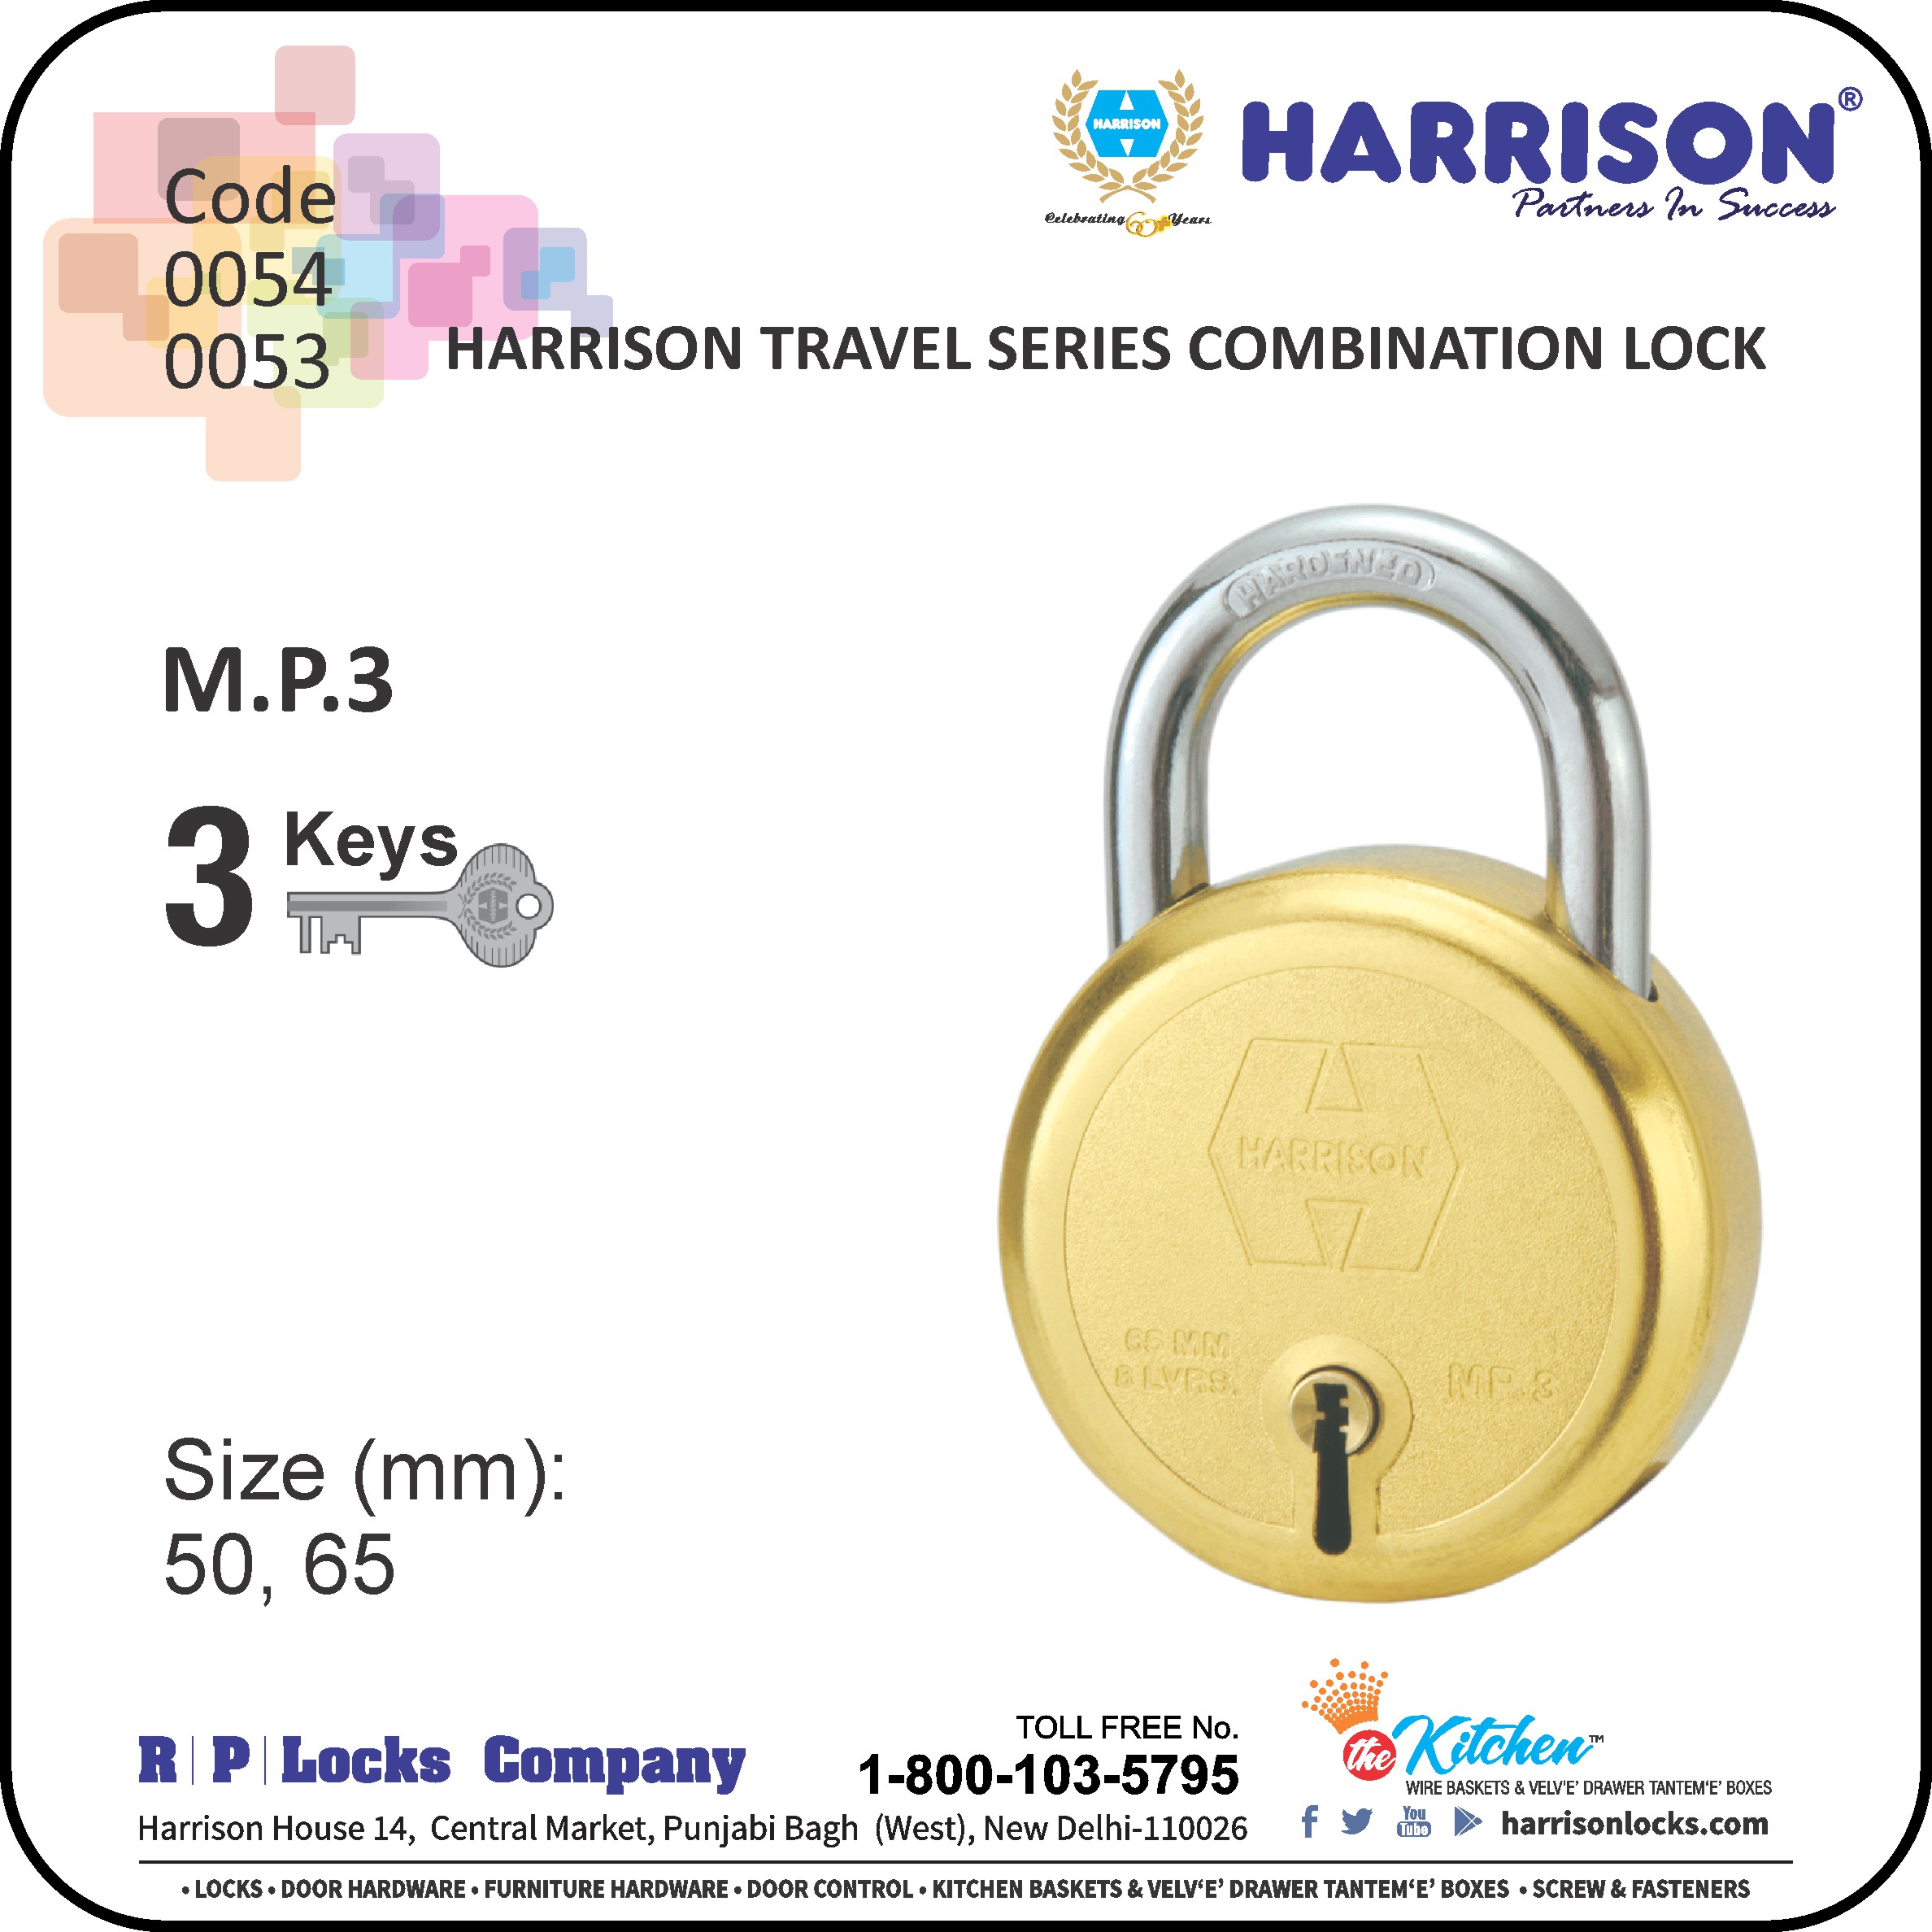 Code
0054
0053
HARRISON
Celebrating 60+ Years
HARRISON®
Partners In Success
HARRISON TRAVEL SERIES COMBINATION LOCK
M.P.3
3 Keys
HARRISON
HARDENED
HARRISON
65 MM
8 LVRS.
MP. 3
Size (mm):
50, 65
R P Locks Company
TOLL FREE No.
1-800-103-5795
the Kitchen™
WIRE BASKETS & VELV'E' DRAWER TANTEM'E' BOXES
Harrison House 14, Central Market, Punjabi Bagh (West), New Delhi-110026
You
Tube
harrisonlocks.com
• LOCKS • DOOR HARDWARE • FURNITURE HARDWARE • DOOR CONTROL • KITCHEN BASKETS & VELV‘E’ DRAWER TANTEM‘E’ BOXES • SCREW & FASTENERS